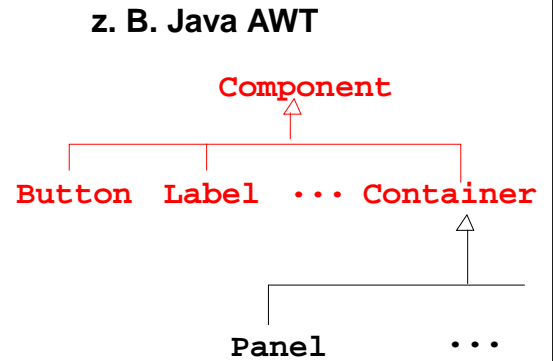 z. B. Java AWT
Component
Button Label ... Container
Panel ...